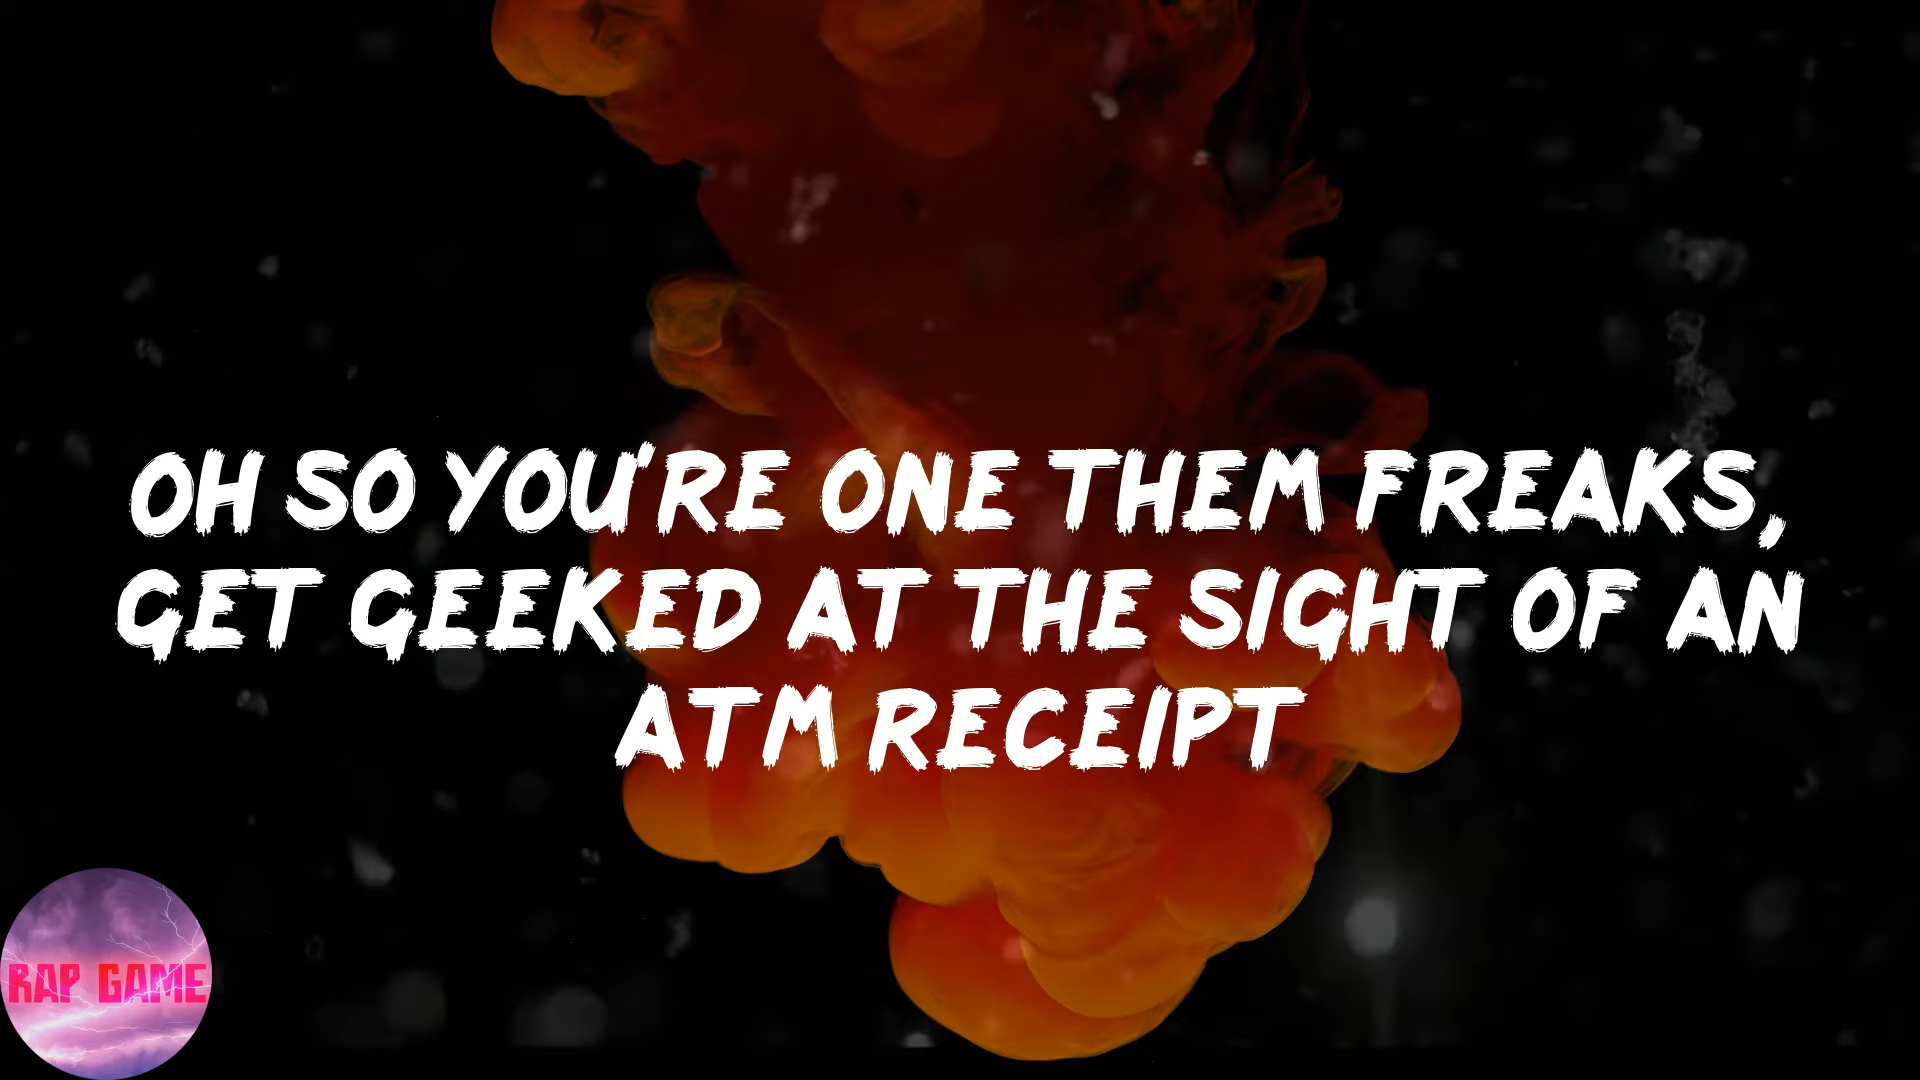 OH SO YOU'RE ONE THEM FREAKS,
GET GEEKED AT THE SIGHT OF AN
ATM RECEIPT
RAP GAME